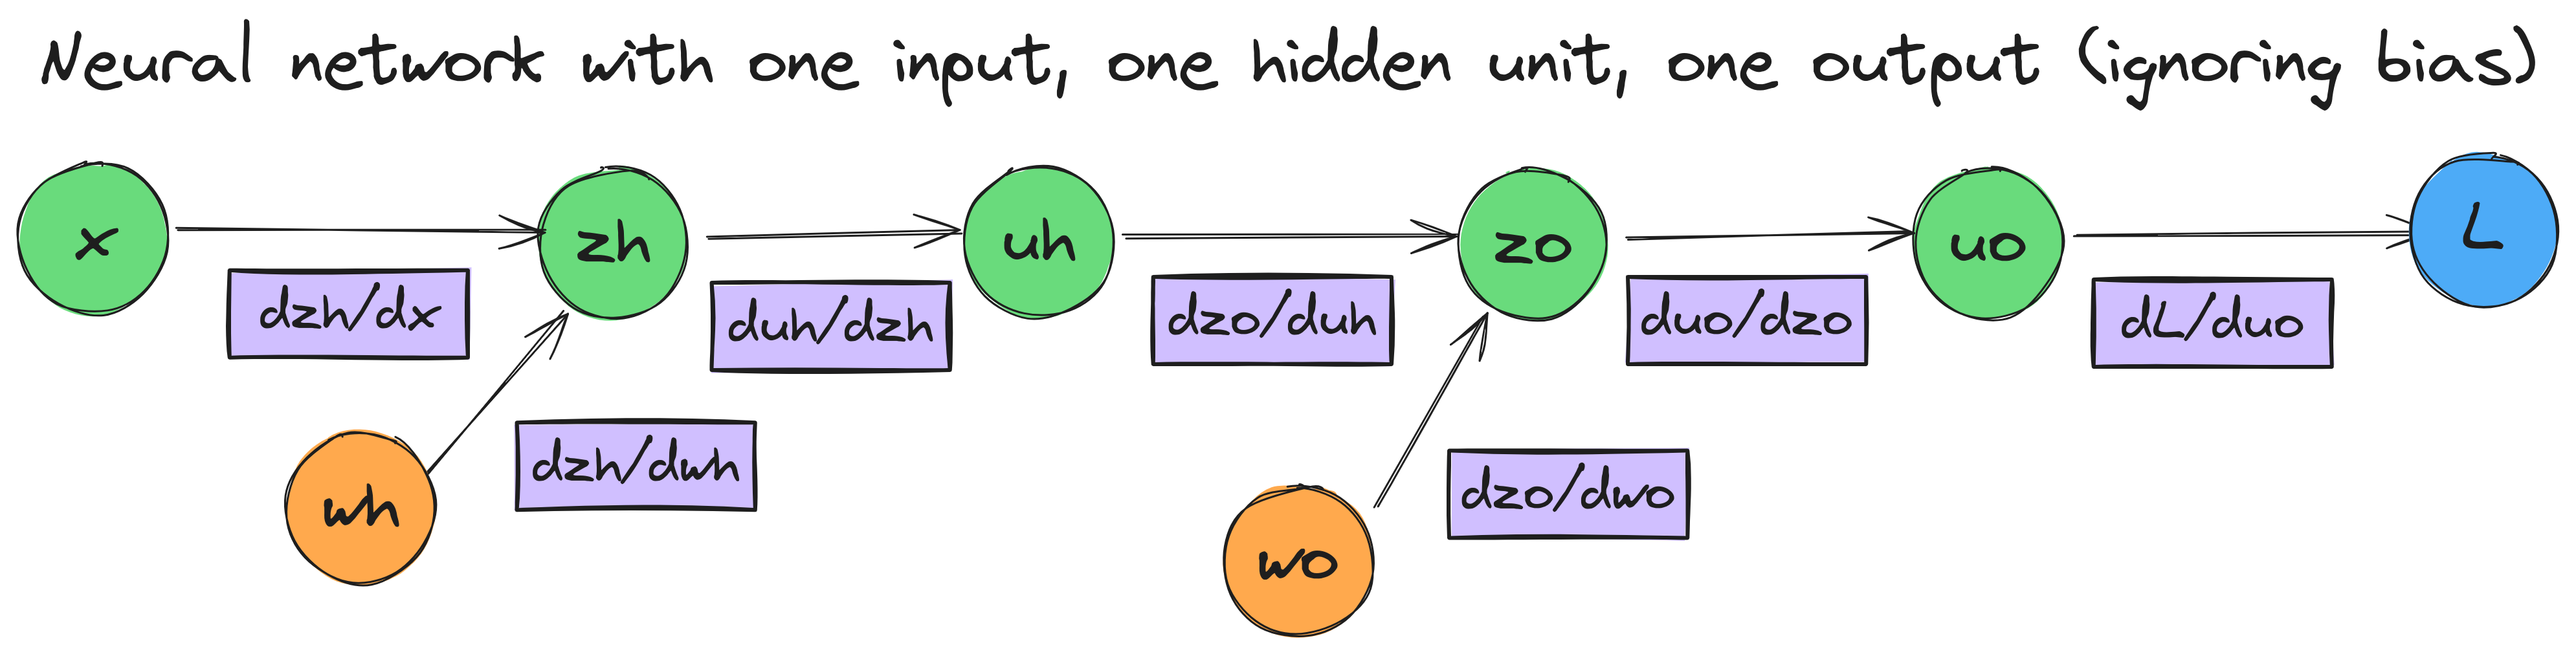 Neural network with one input, one hidden unit, one output (ignoring bias)
x
zh
uh
zo
uo
L
dzh/dx
duh/dzh
dzo/duh
duo/dzo
dL/duo
wh
dzh/dwh
wo
dzo/dwo